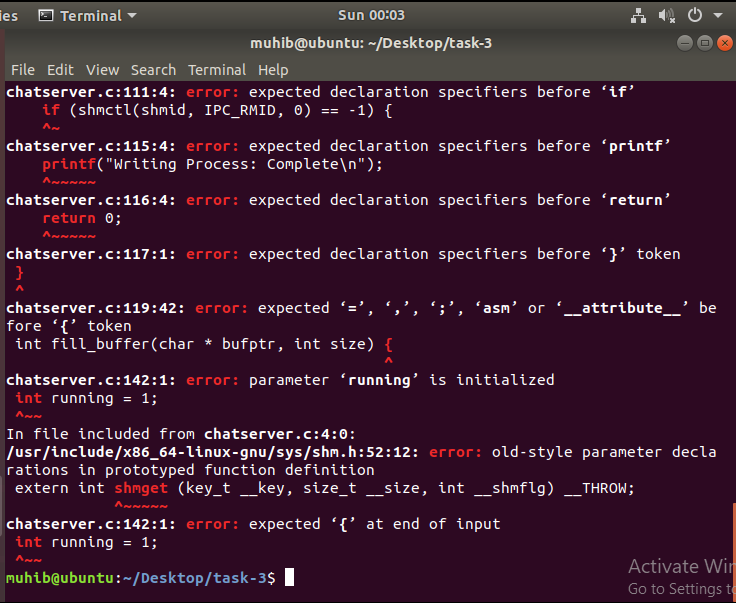 ies Terminal Sun 00:03
muhib@ubuntu: ~/Desktop/task-3
File Edit View Search Terminal Help
chatserver.c:111:4: error: expected declaration specifiers before ‘if’
if (shmctl(shmid, IPC_RMID, 0) == -1) {
^~
chatserver.c:115:4: error: expected declaration specifiers before ‘printf’
printf("Writing Process: Complete\n");
^~~~~~
chatserver.c:116:4: error: expected declaration specifiers before ‘return’
return 0;
^~~~~~
chatserver.c:117:1: error: expected declaration specifiers before ‘}’ token
}
^
chatserver.c:119:42: error: expected ‘=’, ‘,’, ‘;’, ‘asm’ or ‘__attribute__’ be
fore ‘{’ token
int fill_buffer(char * bufptr, int size) {
^
chatserver.c:142:1: error: parameter ‘running’ is initialized
int running = 1;
^~~
In file included from chatserver.c:4:0:
/usr/include/x86_64-linux-gnu/sys/shm.h:52:12: error: old-style parameter decla
rations in prototyped function definition
extern int shmget (key_t __key, size_t __size, int __shmflg) __THROW;
^~~~~~
chatserver.c:142:1: error: expected ‘{’ at end of input
int running = 1;
^~~
muhib@ubuntu:~/Desktop/task-3$
Activate Win
Go to Settings t